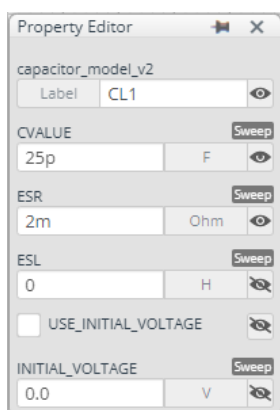 Property Editor
capacitor_model_v2
Label CL1
CVALUE Sweep
25p F
ESR Sweep
2m Ohm
ESL Sweep
0 H
USE_INITIAL_VOLTAGE
INITIAL_VOLTAGE Sweep
0.0 V